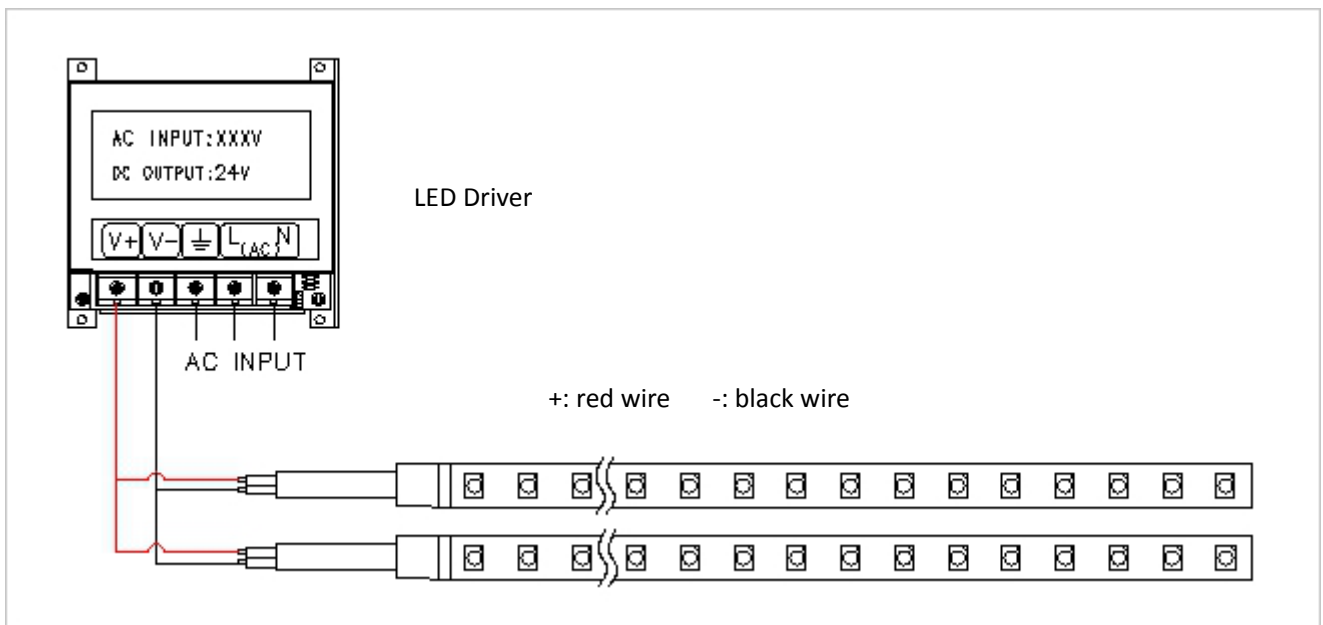 AC INPUT:XXXV
DC OUTPUT:24V
LED Driver
V+ V- L(AC)N
AC INPUT
+: red wire -: black wire